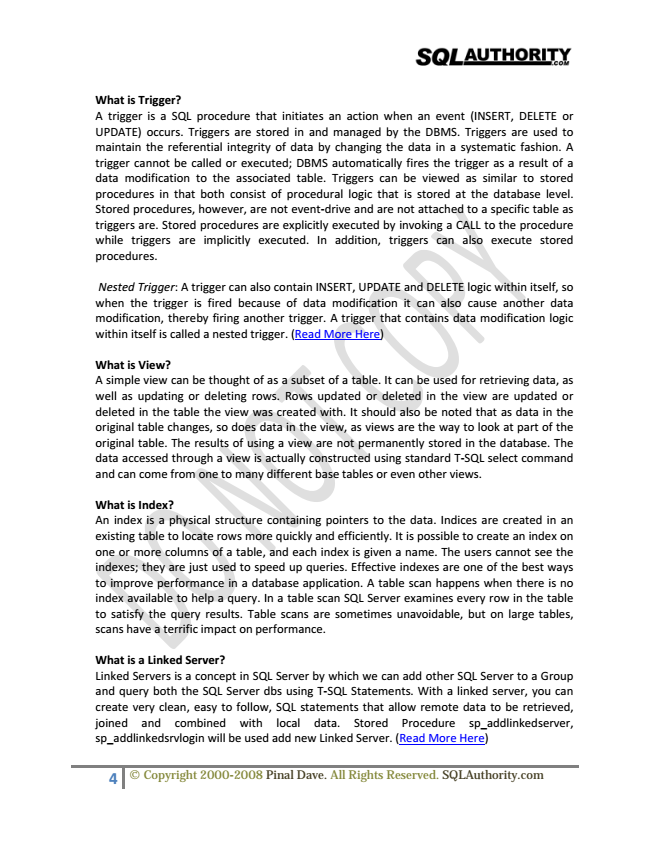 SQLAUTHORITY
.COM
What is Trigger?
A trigger is a SQL procedure that initiates an action when an event (INSERT, DELETE or
UPDATE) occurs. Triggers are stored in and managed by the DBMS. Triggers are used to
maintain the referential integrity of data by changing the data in a systematic fashion. A
trigger cannot be called or executed; DBMS automatically fires the trigger as a result of a
data modification to the associated table. Triggers can be viewed as similar to stored
procedures in that both consist of procedural logic that is stored at the database level.
Stored procedures, however, are not event-drive and are not attached to a specific table as
triggers are. Stored procedures are explicitly executed by invoking a CALL to the procedure
while triggers are implicitly executed. In addition, triggers can also execute stored
procedures.
Nested Trigger: A trigger can also contain INSERT, UPDATE and DELETE logic within itself, so
when the trigger is fired because of data modification it can also cause another data
modification, thereby firing another trigger. A trigger that contains data modification logic
within itself is called a nested trigger. (Read More Here)
What is View?
A simple view can be thought of as a subset of a table. It can be used for retrieving data, as
well as updating or deleting rows. Rows updated or deleted in the view are updated or
deleted in the table the view was created with. It should also be noted that as data in the
original table changes, so does data in the view, as views are the way to look at part of the
original table. The results of using a view are not permanently stored in the database. The
data accessed through a view is actually constructed using standard T-SQL select command
and can come from one to many different base tables or even other views.
What is Index?
An index is a physical structure containing pointers to the data. Indices are created in an
existing table to locate rows more quickly and efficiently. It is possible to create an index on
one or more columns of a table, and each index is given a name. The users cannot see the
indexes; they are just used to speed up queries. Effective indexes are one of the best ways
to improve performance in a database application. A table scan happens when there is no
index available to help a query. In a table scan SQL Server examines every row in the table
to satisfy the query results. Table scans are sometimes unavoidable, but on large tables,
scans have a terrific impact on performance.
What is a Linked Server?
Linked Servers is a concept in SQL Server by which we can add other SQL Server to a Group
and query both the SQL Server dbs using T-SQL Statements. With a linked server, you can
create very clean, easy to follow, SQL statements that allow remote data to be retrieved,
joined and combined with local data. Stored Procedure sp_addlinkedserver,
sp_addlinkedsrvlogin will be used add new Linked Server. (Read More Here)
4 © Copyright 2000-2008 Pinal Dave. All Rights Reserved. SQLAuthority.com
DO NOT COPY